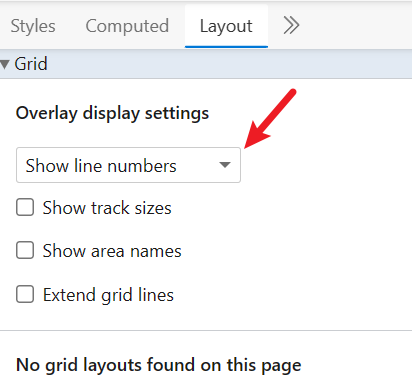 Styles Computed Layout
Grid
Overlay display settings
Show line numbers
Show track sizes
Show area names
Extend grid lines
No grid layouts found on this page